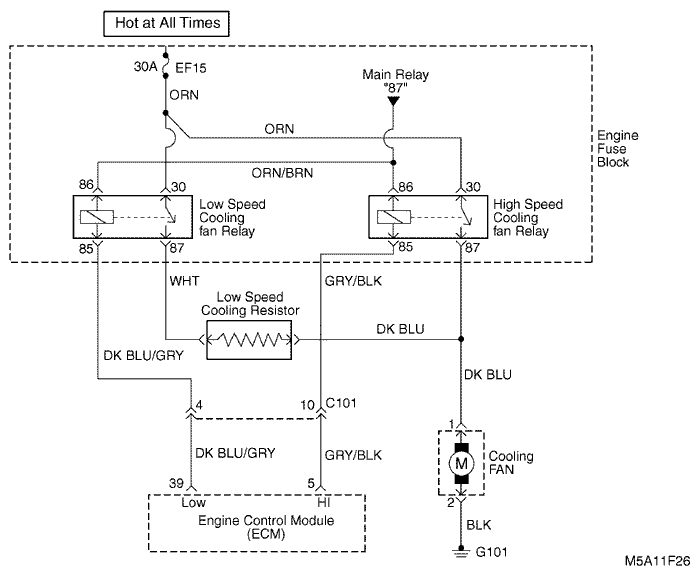 Hot at All Times
30A EF15
Main Relay
"87"
ORN
ORN
Engine
Fuse
Block
ORN/BRN
86 30 86 30
Low Speed
Cooling
fan Relay
High Speed
Cooling
fan Relay
85 87 85 87
WHT
GRY/BLK
Low Speed
Cooling Resistor
DK BLU
DK BLU/GRY
DK BLU
4 10 C101
1
DK BLU/GRY
GRY/BLK
M
Cooling
FAN
39 5
Low HI
2
Engine Control Module
(ECM)
BLK
G101
M5A11F26